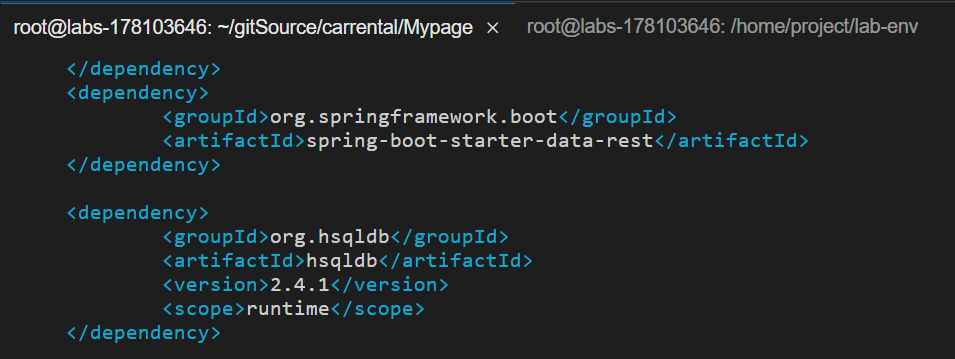 root@labs-178103646: ~/gitSource/carrental/Mypage × root@labs-178103646: /home/project/lab-env
</dependency>
<dependency>
<groupId>org.springframework.boot</groupId>
<artifactId>spring-boot-starter-data-rest</artifactId>
</dependency>
<dependency>
<groupId>org.hsqldb</groupId>
<artifactId>hsqldb</artifactId>
<version>2.4.1</version>
<scope>runtime</scope>
</dependency>